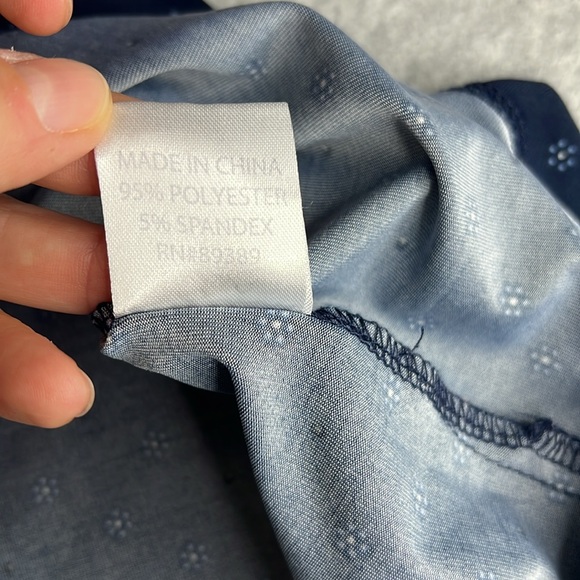 MADE IN CHINA
95% POLYESTER
5% SPANDEX
RN#89389